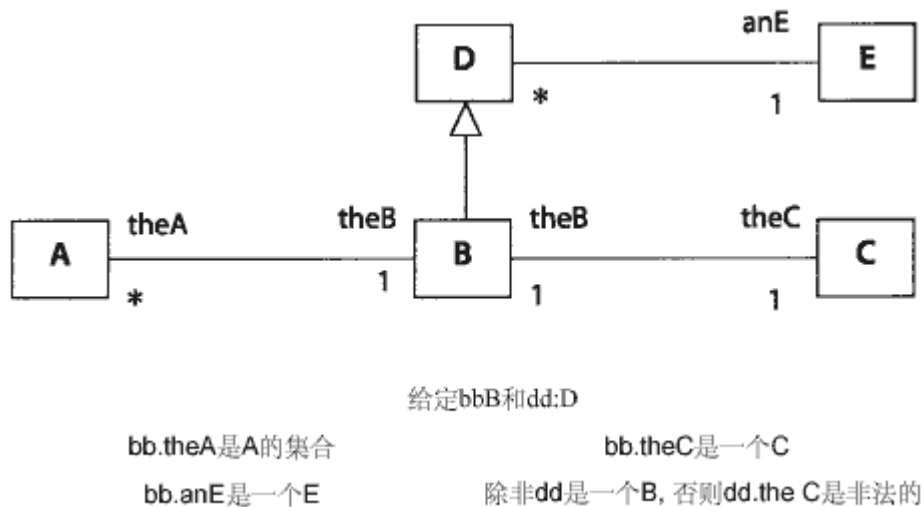 anE
D
E
*
1
theA
theB
theB
theC
A
B
C
*
1
1
1
给定bbB和dd:D
bb.theA是A的集合
bb.theC是一个C
bb.anE是一个E
除非dd是一个B, 否则dd.the C是非法的